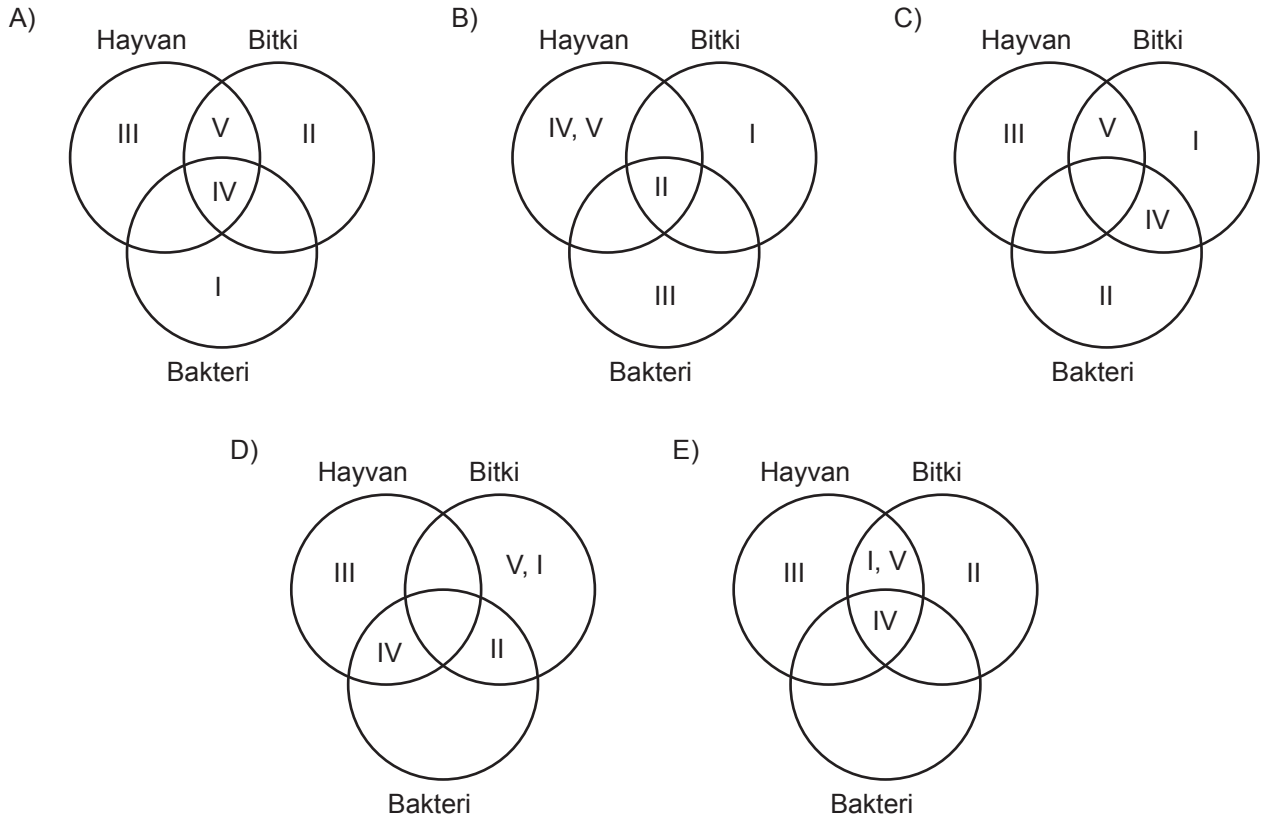 A) B) C)
Hayvan Bitki Hayvan Bitki Hayvan Bitki
III V II IV, V I III V I
IV II IV
I III II
Bakteri Bakteri Bakteri
D) E)
Hayvan Bitki Hayvan Bitki
III V, I III I, V II
IV II IV
Bakteri Bakteri